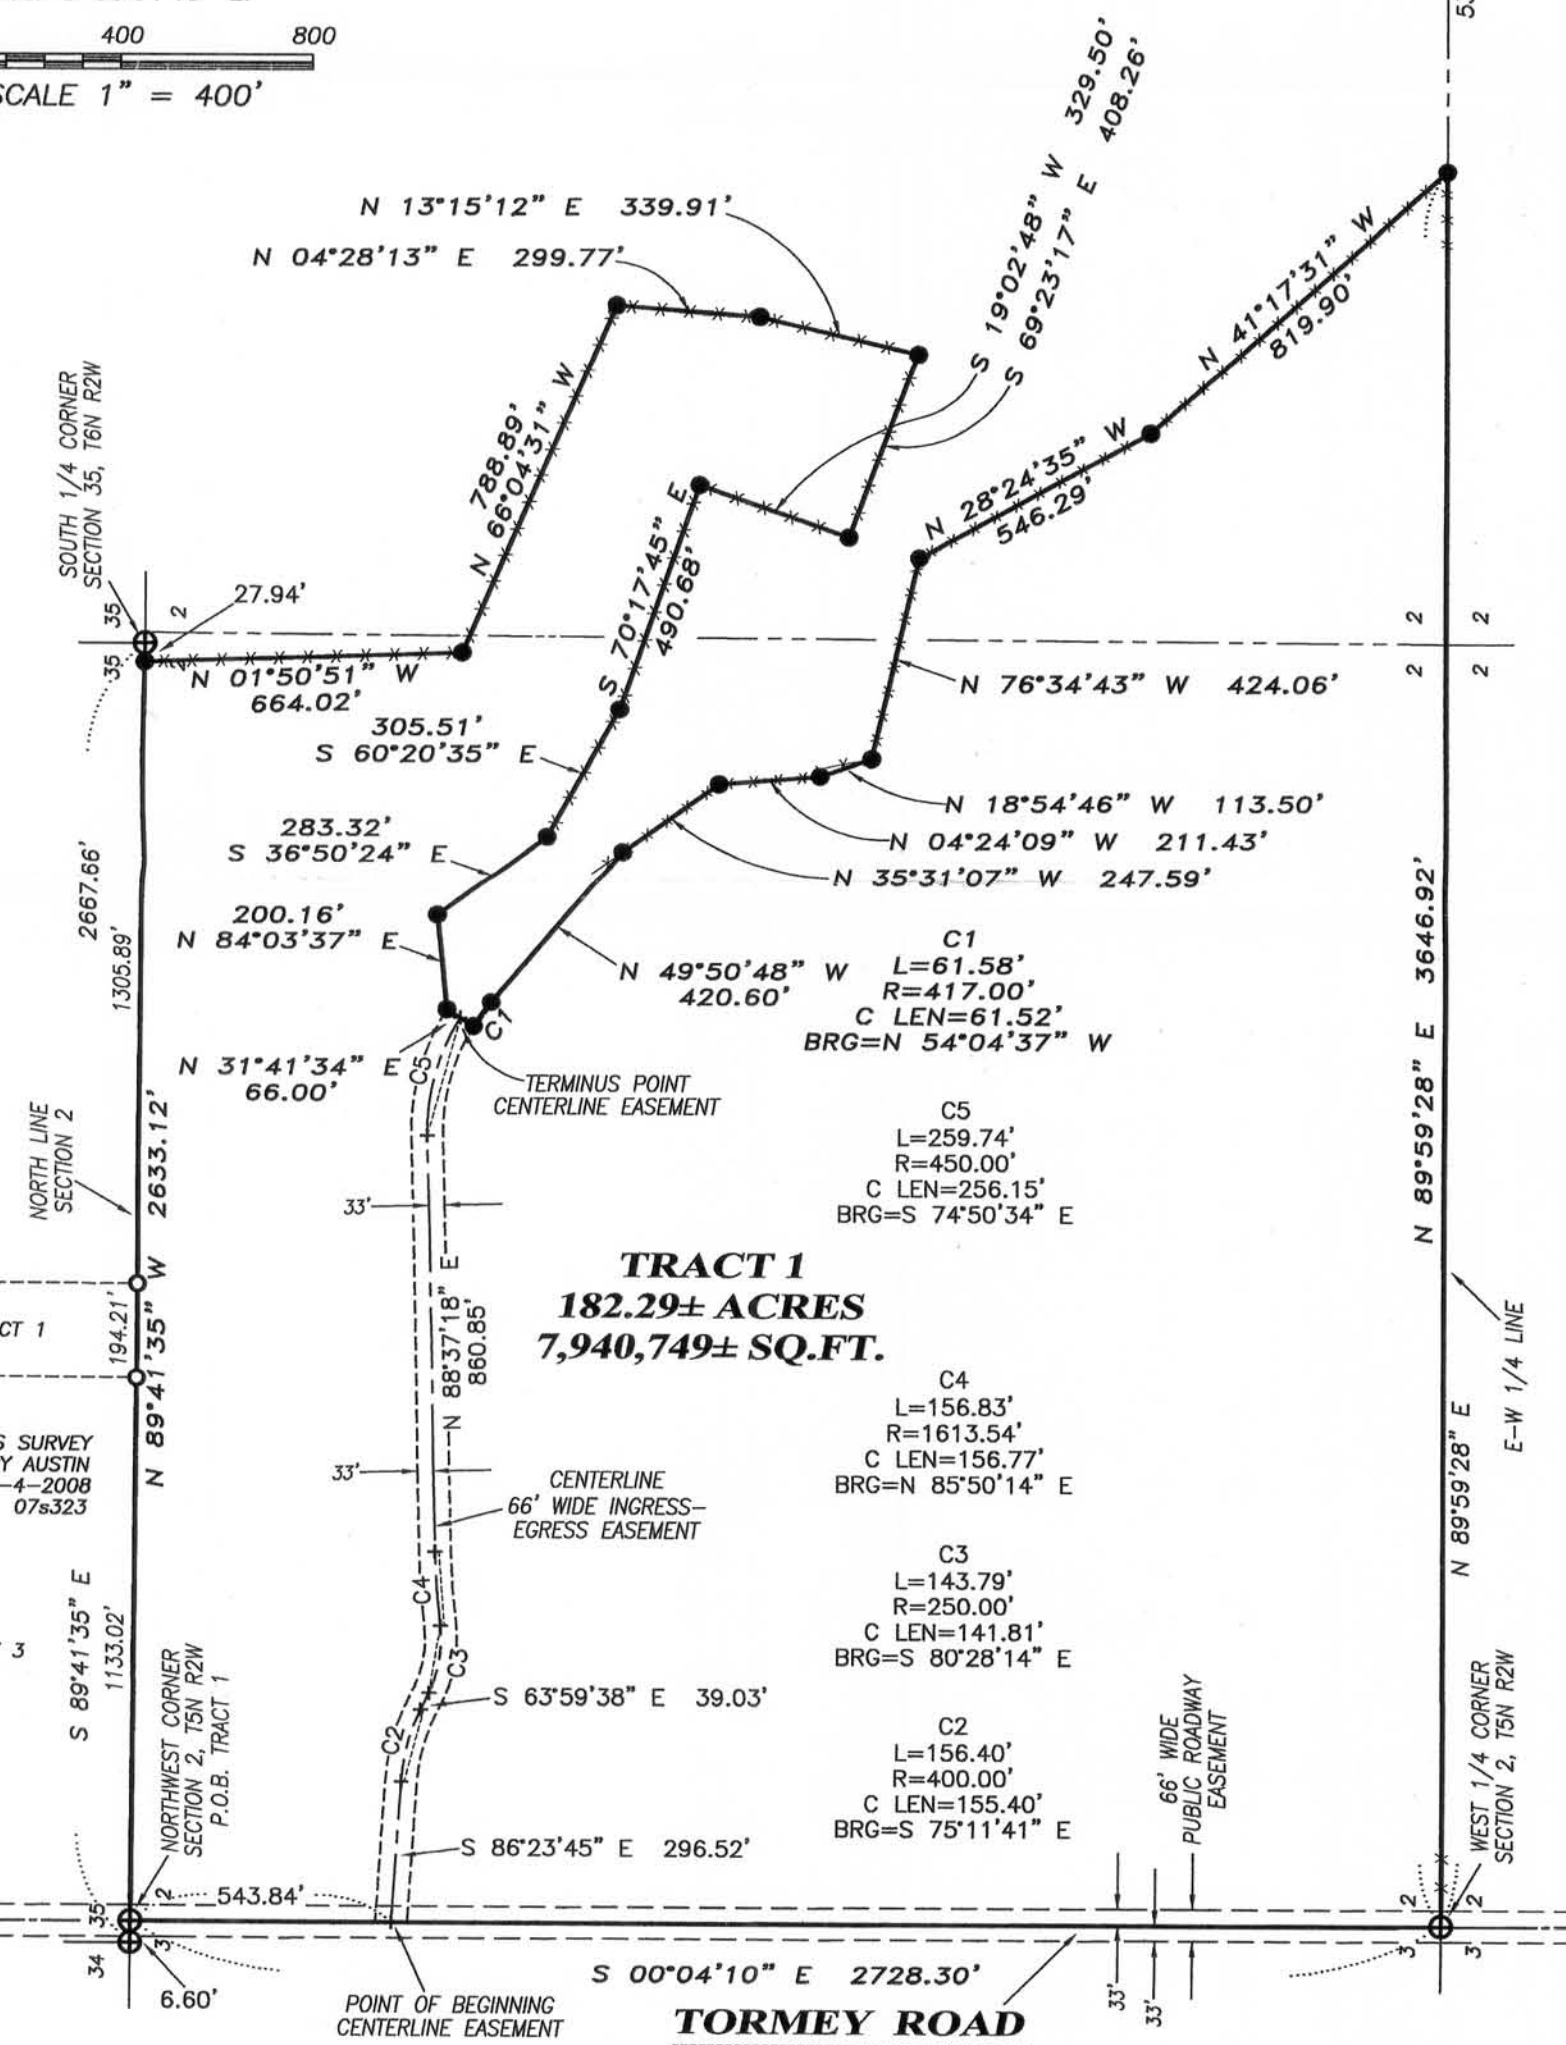 400
800
SCALE 1" = 400'
329.50'
S 19°02'48" W
408.26'
S 69°23'17" E
N 13°15'12" E 339.91'
N 04°28'13" E 299.77'
N 41°17'31" W
819.90'
SOUTH 1/4 CORNER
SECTION 35, T6N R2W
788.89'
N 66°04'31" W
N 28°24'35" W
546.29'
35
2
27.94'
S 70°17'45" E
490.68'
2
2
35
2
2
N 01°50'51" W
664.02'
N 76°34'43" W 424.06'
305.51'
S 60°20'35" E
N 18°54'46" W 113.50'
283.32'
S 36°50'24" E
N 04°24'09" W 211.43'
N 35°31'07" W 247.59'
2667.66'
1305.89'
200.16'
N 84°03'37" E
N 49°50'48" W
420.60'
C1
L=61.58'
R=417.00'
C LEN=61.52'
BRG=N 54°04'37" W
N 89°59'28" E 3646.92'
C1
N 31°41'34" E
66.00'
C5
TERMINUS POINT
CENTERLINE EASEMENT
NORTH LINE
SECTION 2
N 89°41'35" W 2633.12'
C5
L=259.74'
R=450.00'
C LEN=256.15'
BRG=S 74°50'34" E
33'
TRACT 1
182.29± ACRES
7,940,749± SQ.FT.
N 88°37'18" E
860.85'
CT 1
194.21'
E-W 1/4 LINE
C4
L=156.83'
R=1613.54'
C LEN=156.77'
BRG=N 85°50'14" E
S SURVEY
Y AUSTIN
-4-2008
07s323
33'
CENTERLINE
66' WIDE INGRESS-
EGRESS EASEMENT
N 89°59'28" E
C4
C3
L=143.79'
R=250.00'
C LEN=141.81'
BRG=S 80°28'14" E
3
S 89°41'35" E
1133.02'
NORTHWEST CORNER
SECTION 2, T5N R2W
P.O.B. TRACT 1
C3
S 63°59'38" E 39.03'
C2
C2
L=156.40'
R=400.00'
C LEN=155.40'
BRG=S 75°11'41" E
66' WIDE
PUBLIC ROADWAY
EASEMENT
WEST 1/4 CORNER
SECTION 2, T5N R2W
S 86°23'45" E 296.52'
2
543.84'
35
2
2
34
3
3
3
6.60'
S 00°04'10" E 2728.30'
33'
33'
POINT OF BEGINNING
CENTERLINE EASEMENT
TORMEY ROAD